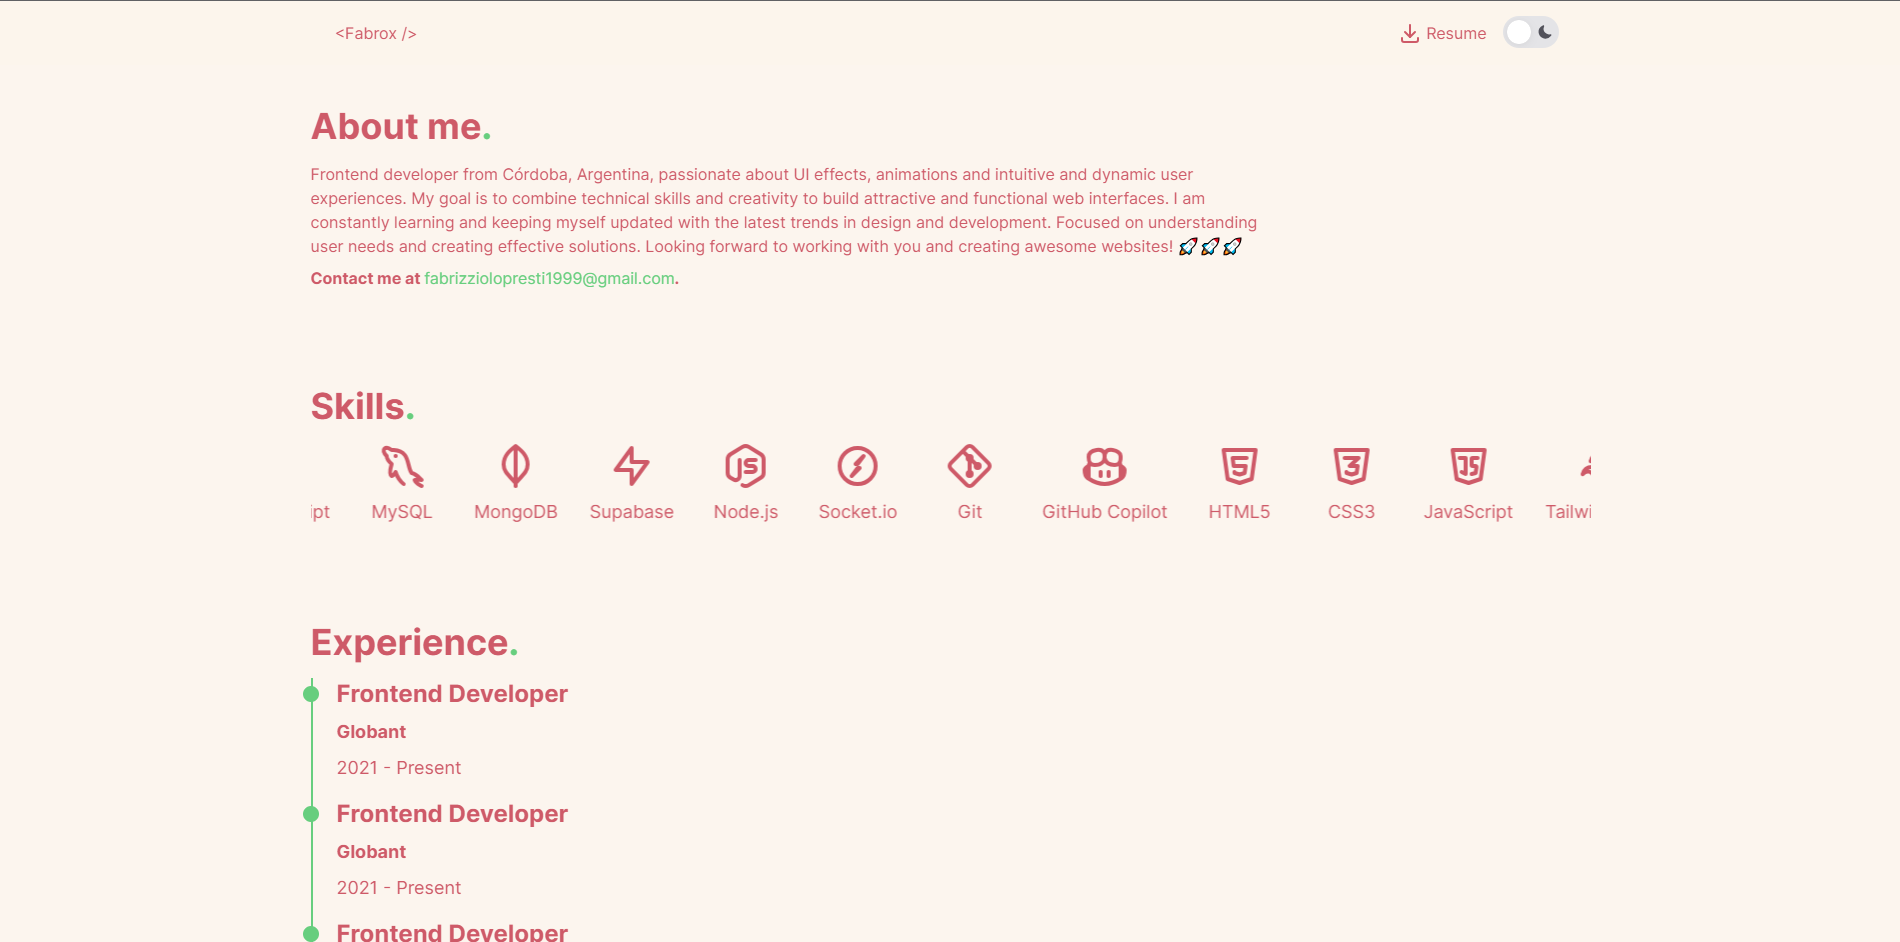 <Fabrox />
Resume
About me.
Frontend developer from Córdoba, Argentina, passionate about UI effects, animations and intuitive and dynamic user
experiences. My goal is to combine technical skills and creativity to build attractive and functional web interfaces. I am
constantly learning and keeping myself updated with the latest trends in design and development. Focused on understanding
user needs and creating effective solutions. Looking forward to working with you and creating awesome websites! 🚀🚀🚀
Contact me at fabrizziolopresti1999@gmail.com.
Skills.
ipt MySQL MongoDB Supabase Node.js Socket.io Git GitHub Copilot HTML5 CSS3 JavaScript Tailwi
Experience.
Frontend Developer
Globant
2021 - Present
Frontend Developer
Globant
2021 - Present
Frontend Developer